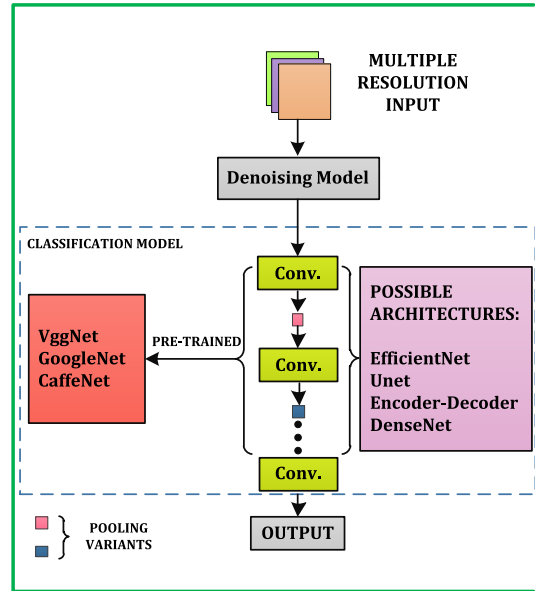 MULTIPLE
RESOLUTION
INPUT
Denoising Model
CLASSIFICATION MODEL
Conv.
POSSIBLE
ARCHITECTURES:
VggNet
GoogleNet
CaffeNet
PRE-TRAINED
Conv.
EfficientNet
Unet
Encoder-Decoder
DenseNet
Conv.
POOLING
VARIANTS
OUTPUT